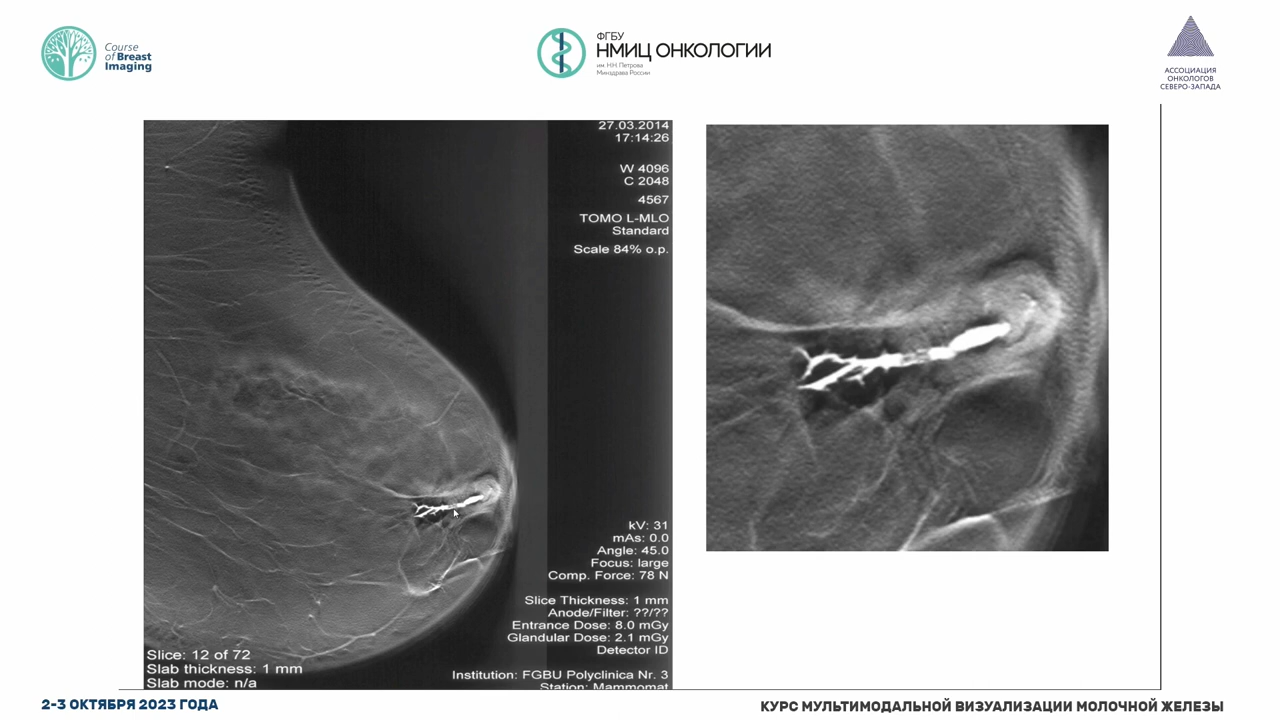 Course
of Breast
Imaging
ФГБУ
НМИЦ ОНКОЛОГИИ
им. Н.Н. Петрова
Минздрава России
АССОЦИАЦИЯ
ОНКОЛОГОВ
СЕВЕРО-ЗАПАДА
27.03.2014
17:14:26
W 4096
C 2048
4567
TOMO L-MLO
Standard
Scale 84% o.p.
kV: 31
mAs: 0.0
Angle: 45.0
Focus: large
Comp. Force: 78 N
Slice Thickness: 1 mm
Anode/Filter: ??/??
Entrance Dose: 8.0 mGy
Glandular Dose: 2.1 mGy
Detector ID
Institution: FGBU Polyclinica Nr. 3
Station: Mammomat
Slice: 12 of 72
Slab thickness: 1 mm
Slab mode: n/a
2-3 ОКТЯБРЯ 2023 ГОДА
КУРС МУЛЬТИМОДАЛЬНОЙ ВИЗУАЛИЗАЦИИ МОЛОЧНОЙ ЖЕЛЕЗЫ